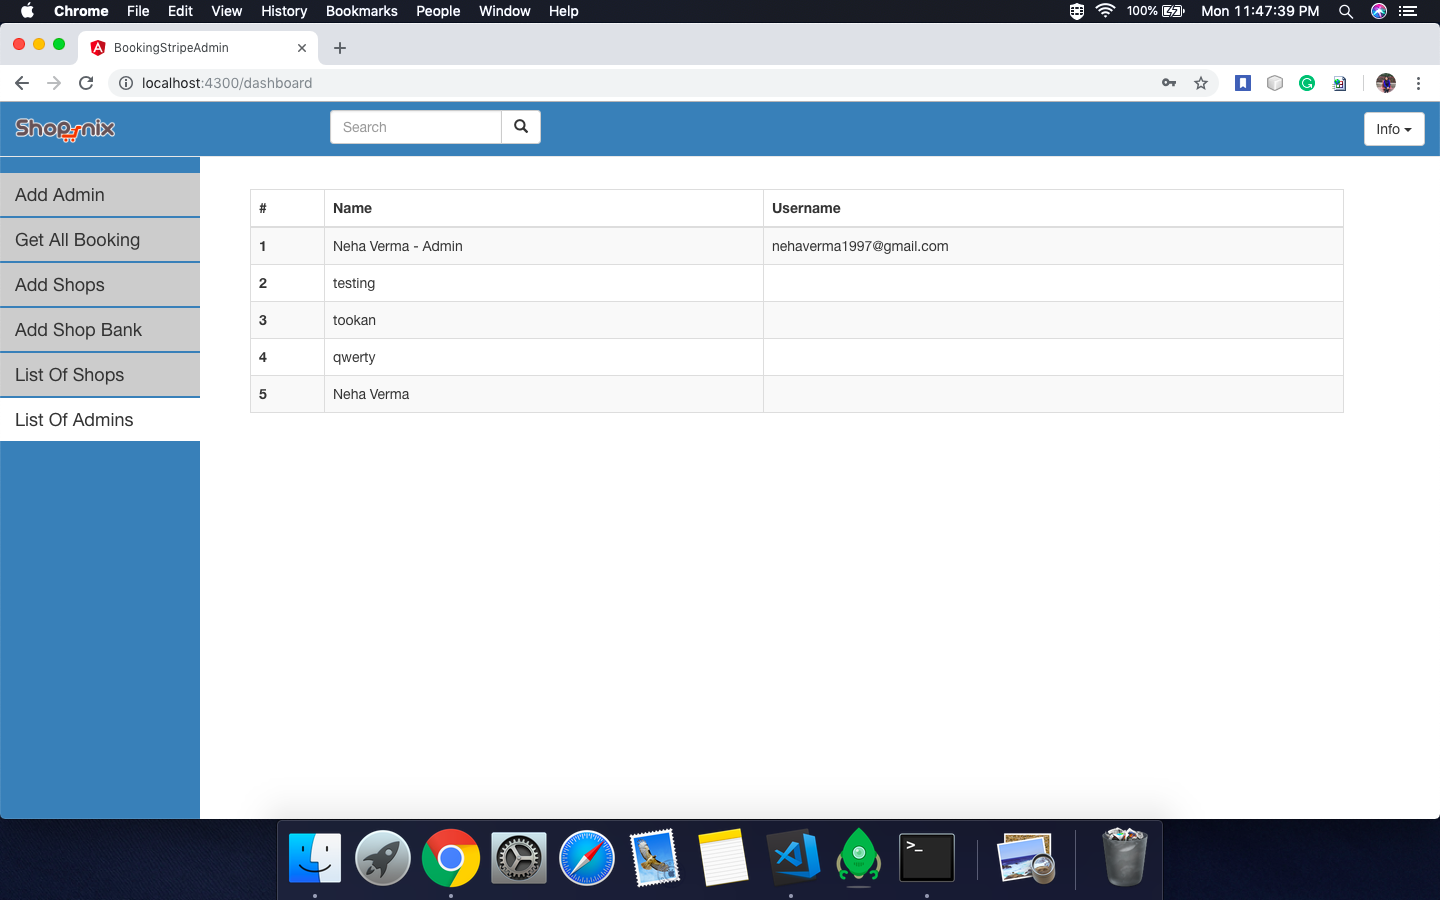 Chrome File Edit View History Bookmarks People Window Help 100% Mon 11:47:39 PM
BookingStripeAdmin
localhost:4300/dashboard
Shopnix Search Info
Add Admin
Get All Booking
Add Shops
Add Shop Bank
List Of Shops
List Of Admins
# Name Username
1 Neha Verma - Admin nehaverma1997@gmail.com
2 testing
3 tookan
4 qwerty
5 Neha Verma
>_